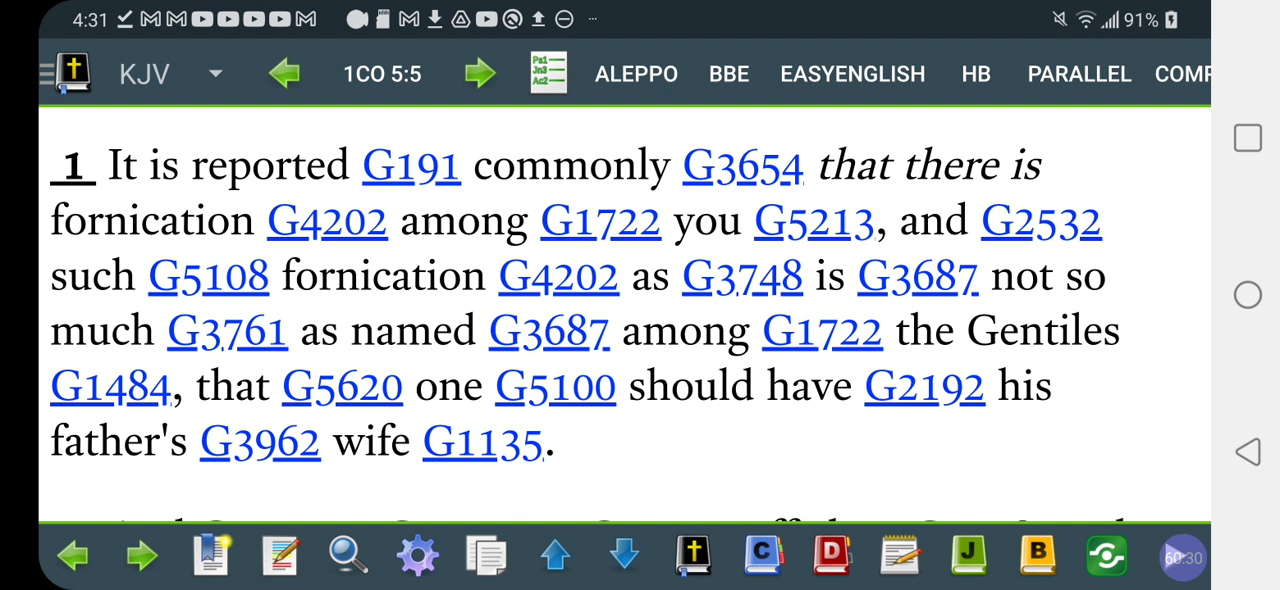 4:31 91%
KJV 1CO 5:5 ALEPPO BBE EASYENGLISH HB PARALLEL
1 It is reported G191 commonly G3654 that there is
fornication G4202 among G1722 you G5213, and G2532
such G5108 fornication G4202 as G3748 is G3687 not so
much G3761 as named G3687 among G1722 the Gentiles
G1484, that G5620 one G5100 should have G2192 his
father's G3962 wife G1135.
C D J B 60:30